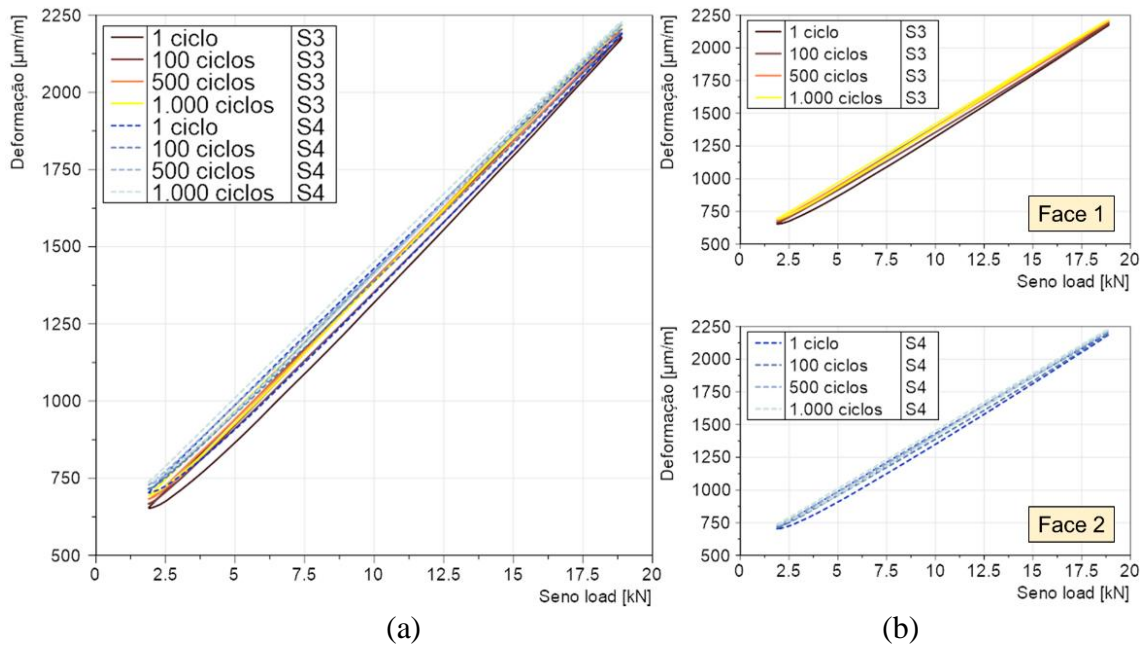 2250
2000
1750
1500
1250
1000
750
500
Deformação [µm/m]
1 ciclo S3
100 ciclos S3
500 ciclos S3
1.000 ciclos S3
1 ciclo S4
100 ciclos S4
500 ciclos S4
1.000 ciclos S4
0 2.5 5 7.5 10 12.5 15 17.5 20
Seno load [kN]
(a)
2250
2000
1750
1500
1250
1000
750
500
Deformação [µm/m]
1 ciclo S3
100 ciclos S3
500 ciclos S3
1.000 ciclos S3
Face 1
0 2.5 5 7.5 10 12.5 15 17.5 20
Seno load [kN]
2250
2000
1750
1500
1250
1000
750
500
Deformação [µm/m]
1 ciclo S4
100 ciclos S4
500 ciclos S4
1.000 ciclos S4
Face 2
0 2.5 5 7.5 10 12.5 15 17.5 20
Seno load [kN]
(b)